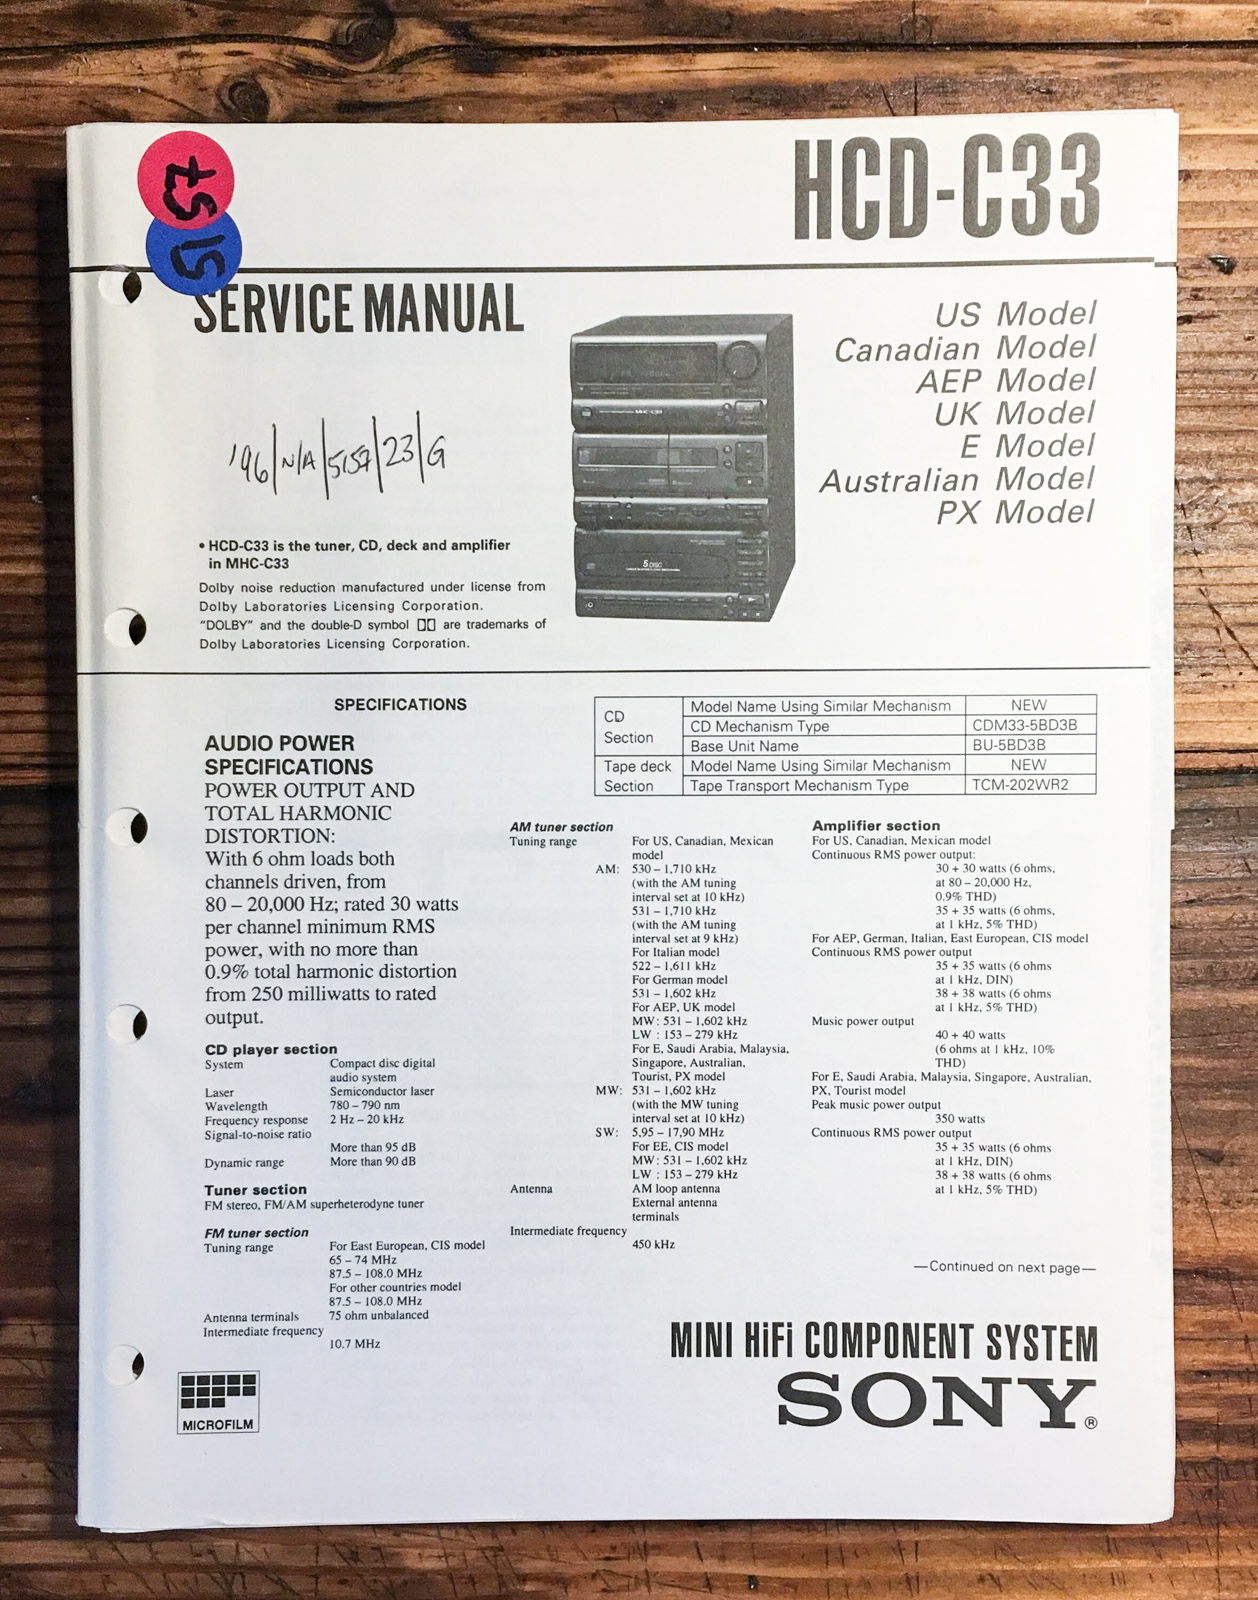 HCD-C33
57
51
SERVICE MANUAL
US Model
Canadian Model
AEP Model
UK Model
E Model
Australian Model
PX Model
'96/N/A/5157/23/G
MHC-C33
5 DISC
• HCD-C33 is the tuner, CD, deck and amplifier
in MHC-C33
Dolby noise reduction manufactured under license from
Dolby Laboratories Licensing Corporation.
"DOLBY" and the double-D symbol are trademarks of
Dolby Laboratories Licensing Corporation.
SPECIFICATIONS
CD Section
Model Name Using Similar Mechanism NEW
CD Mechanism Type CDM33-5BD3B
Base Unit Name BU-5BD3B
Tape deck Section
Model Name Using Similar Mechanism NEW
Tape Transport Mechanism Type TCM-202WR2
AUDIO POWER
SPECIFICATIONS
POWER OUTPUT AND
TOTAL HARMONIC
DISTORTION:
With 6 ohm loads both
channels driven, from
80 – 20,000 Hz; rated 30 watts
per channel minimum RMS
power, with no more than
0.9% total harmonic distortion
from 250 milliwatts to rated
output.
CD player section
System Compact disc digital
audio system
Laser Semiconductor laser
Wavelength 780 – 790 nm
Frequency response 2 Hz – 20 kHz
Signal-to-noise ratio
More than 95 dB
Dynamic range More than 90 dB
Tuner section
FM stereo, FM/AM superheterodyne tuner
FM tuner section
Tuning range For East European, CIS model
65 – 74 MHz
87.5 – 108.0 MHz
For other countries model
87.5 – 108.0 MHz
Antenna terminals 75 ohm unbalanced
Intermediate frequency
10.7 MHz
AM tuner section
Tuning range For US, Canadian, Mexican
model
AM: 530 – 1,710 kHz
(with the AM tuning
interval set at 10 kHz)
531 – 1,710 kHz
(with the AM tuning
interval set at 9 kHz)
For Italian model
522 – 1,611 kHz
For German model
531 – 1,602 kHz
For AEP, UK model
MW: 531 – 1,602 kHz
LW : 153 – 279 kHz
For E, Saudi Arabia, Malaysia,
Singapore, Australian,
Tourist, PX model
MW: 531 – 1,602 kHz
(with the MW tuning
interval set at 10 kHz)
SW: 5,95 – 17,90 MHz
For EE, CIS model
MW: 531 – 1,602 kHz
LW : 153 – 279 kHz
Antenna AM loop antenna
External antenna
terminals
Intermediate frequency
450 kHz
Amplifier section
For US, Canadian, Mexican model
Continuous RMS power output:
30 + 30 watts (6 ohms,
at 80 – 20,000 Hz,
0.9% THD)
35 + 35 watts (6 ohms,
at 1 kHz, 5% THD)
For AEP, German, Italian, East European, CIS model
Continuous RMS power output
35 + 35 watts (6 ohms
at 1 kHz, DIN)
38 + 38 watts (6 ohms
at 1 kHz, 5% THD)
Music power output
40 + 40 watts
(6 ohms at 1 kHz, 10%
THD)
For E, Saudi Arabia, Malaysia, Singapore, Australian,
PX, Tourist model
Peak music power output
350 watts
Continuous RMS power output
35 + 35 watts (6 ohms
at 1 kHz, DIN)
38 + 38 watts (6 ohms
at 1 kHz, 5% THD)
—Continued on next page—
MINI HiFi COMPONENT SYSTEM
SONY®
MICROFILM